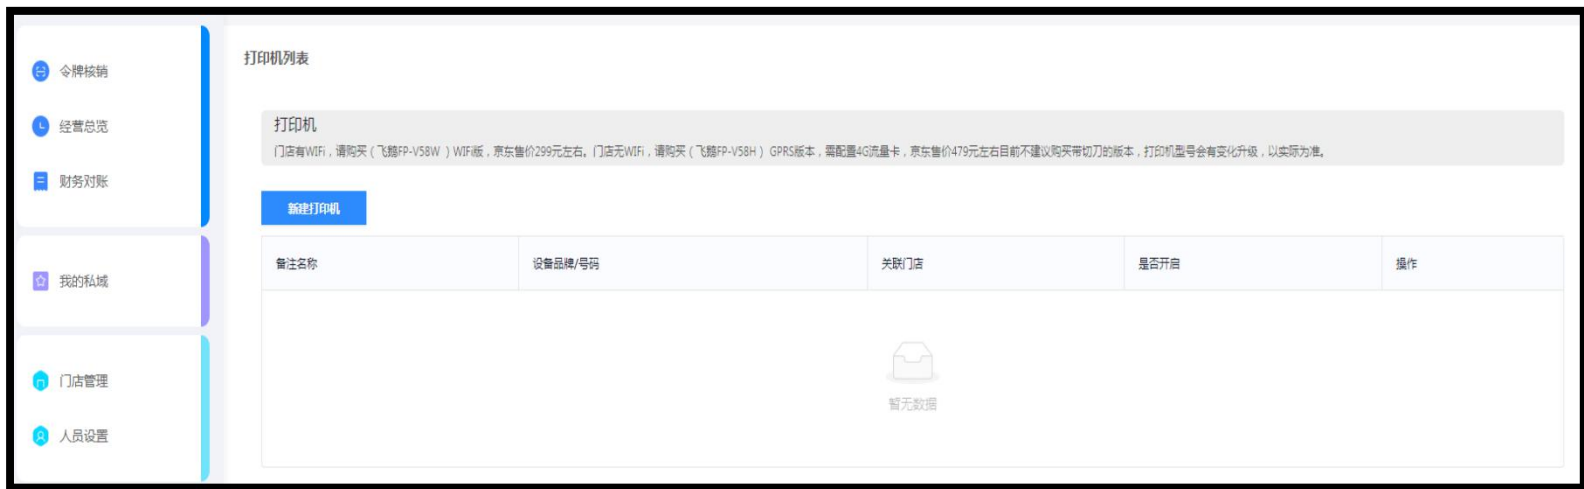 令牌核销
经营总览
财务对账
我的私域
门店管理
人员设置
打印机列表
打印机
门店有WIFi，请购买（飞鹅FP-V58W ）WIFi版，京东售价299元左右。门店无WIFi，请购买（飞鹅FP-V58H） GPRS版本，需配置4G流量卡，京东售价479元左右目前不建议购买带切刀的版本，打印机型号会有变化升级，以实际为准。
新建打印机
备注名称 设备品牌/号码 关联门店 是否开启 操作
暂无数据